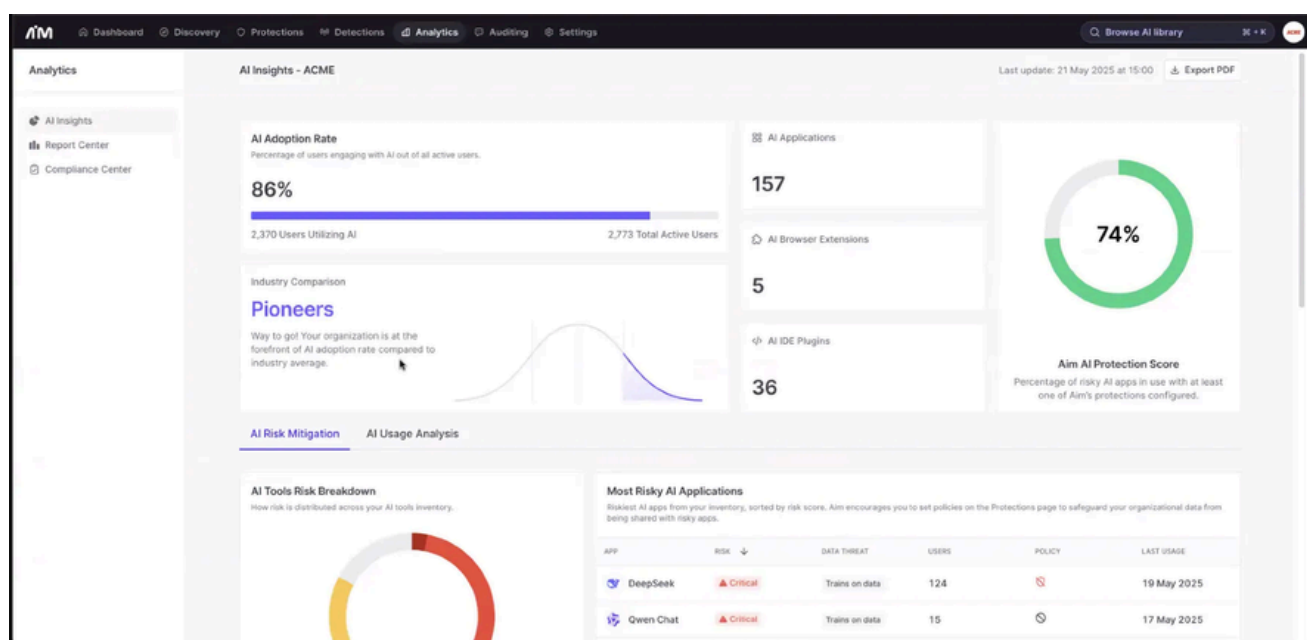 AIM Dashboard Discovery Protections Detections Analytics Auditing Settings Browse AI library ⌘ + K ACME
Analytics
AI Insights
Report Center
Compliance Center
AI Insights - ACME
Last update: 21 May 2025 at 15:00 Export PDF
AI Adoption Rate
Percentage of users engaging with AI out of all active users.
86%
2,370 Users Utilizing AI 2,773 Total Active Users
Industry Comparison
Pioneers
Way to go! Your organization is at the
forefront of AI adoption rate compared to
industry average.
AI Applications
157
AI Browser Extensions
5
</> AI IDE Plugins
36
74%
Aim AI Protection Score
Percentage of risky AI apps in use with at least
one of Aim's protections configured.
AI Risk Mitigation AI Usage Analysis
AI Tools Risk Breakdown
How risk is distributed across your AI tools inventory.
Most Risky AI Applications
Riskiest AI apps from your inventory, sorted by risk score. Aim encourages you to set policies on the Protections page to safeguard your organizational data from
being shared with risky apps.
APP RISK DATA THREAT USERS POLICY LAST USAGE
DeepSeek Critical Trains on data 124 19 May 2025
Qwen Chat Critical Trains on data 15 17 May 2025